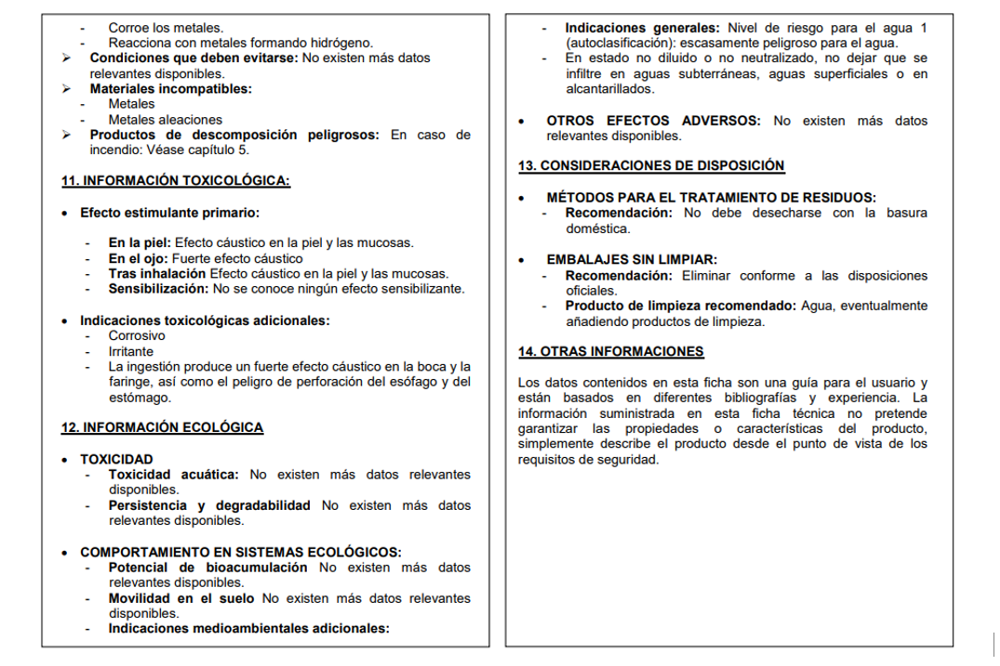 - Corroe los metales.
- Reacciona con metales formando hidrógeno.
➢ Condiciones que deben evitarse: No existen más datos
relevantes disponibles.
➢ Materiales incompatibles:
- Metales
- Metales aleaciones
➢ Productos de descomposición peligrosos: En caso de
incendio: Véase capítulo 5.
11. INFORMACIÓN TOXICOLÓGICA:
• Efecto estimulante primario:
- En la piel: Efecto cáustico en la piel y las mucosas.
- En el ojo: Fuerte efecto cáustico
- Tras inhalación Efecto cáustico en la piel y las mucosas.
- Sensibilización: No se conoce ningún efecto sensibilizante.
• Indicaciones toxicológicas adicionales:
- Corrosivo
- Irritante
- La ingestión produce un fuerte efecto cáustico en la boca y la
faringe, así como el peligro de perforación del esófago y del
estómago.
12. INFORMACIÓN ECOLÓGICA
• TOXICIDAD
- Toxicidad acuática: No existen más datos relevantes
disponibles.
- Persistencia y degradabilidad No existen más datos
relevantes disponibles.
• COMPORTAMIENTO EN SISTEMAS ECOLÓGICOS:
- Potencial de bioacumulación No existen más datos
relevantes disponibles.
- Movilidad en el suelo No existen más datos relevantes
disponibles.
- Indicaciones medioambientales adicionales:
- Indicaciones generales: Nivel de riesgo para el agua 1
(autoclasificación): escasamente peligroso para el agua.
- En estado no diluido o no neutralizado, no dejar que se
infiltre en aguas subterráneas, aguas superficiales o en
alcantarillados.
• OTROS EFECTOS ADVERSOS: No existen más datos
relevantes disponibles.
13. CONSIDERACIONES DE DISPOSICIÓN
• MÉTODOS PARA EL TRATAMIENTO DE RESIDUOS:
- Recomendación: No debe desecharse con la basura
doméstica.
• EMBALAJES SIN LIMPIAR:
- Recomendación: Eliminar conforme a las disposiciones
oficiales.
- Producto de limpieza recomendado: Agua, eventualmente
añadiendo productos de limpieza.
14. OTRAS INFORMACIONES
Los datos contenidos en esta ficha son una guía para el usuario y
están basados en diferentes bibliografías y experiencia. La
información suministrada en esta ficha técnica no pretende
garantizar las propiedades o características del producto,
simplemente describe el producto desde el punto de vista de los
requisitos de seguridad.